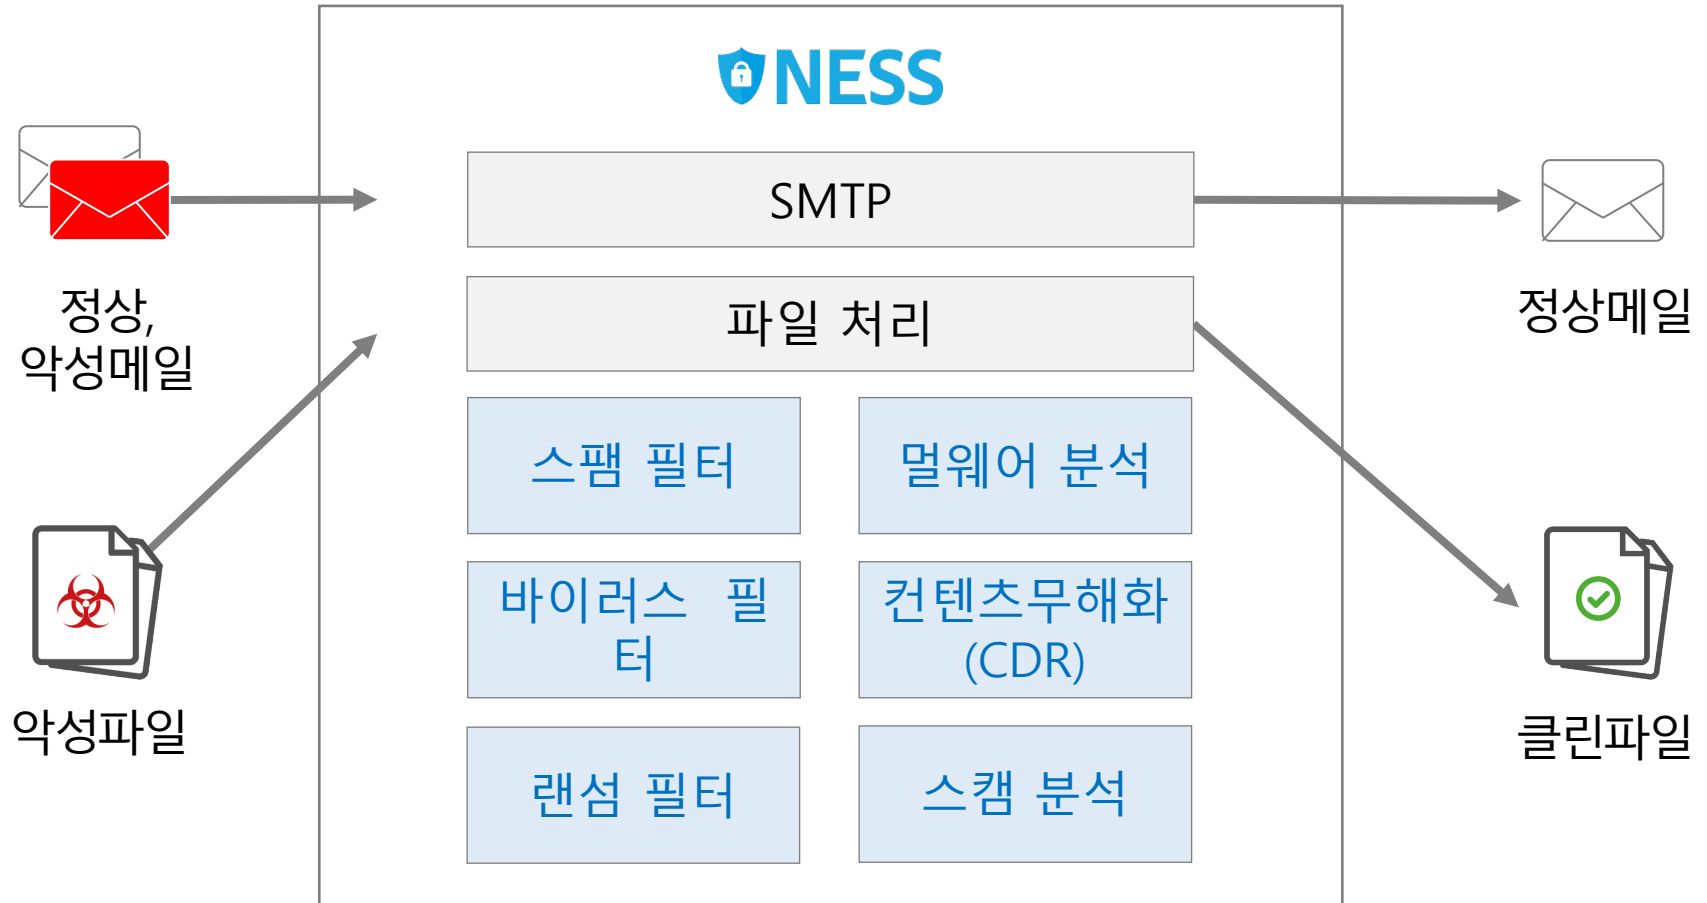 NESS
SMTP
정상,
악성메일
정상메일
파일 처리
스팸 필터
멀웨어 분석
바이러스 필
터
컨텐츠무해화
(CDR)
악성파일
클린파일
랜섬 필터
스캠 분석